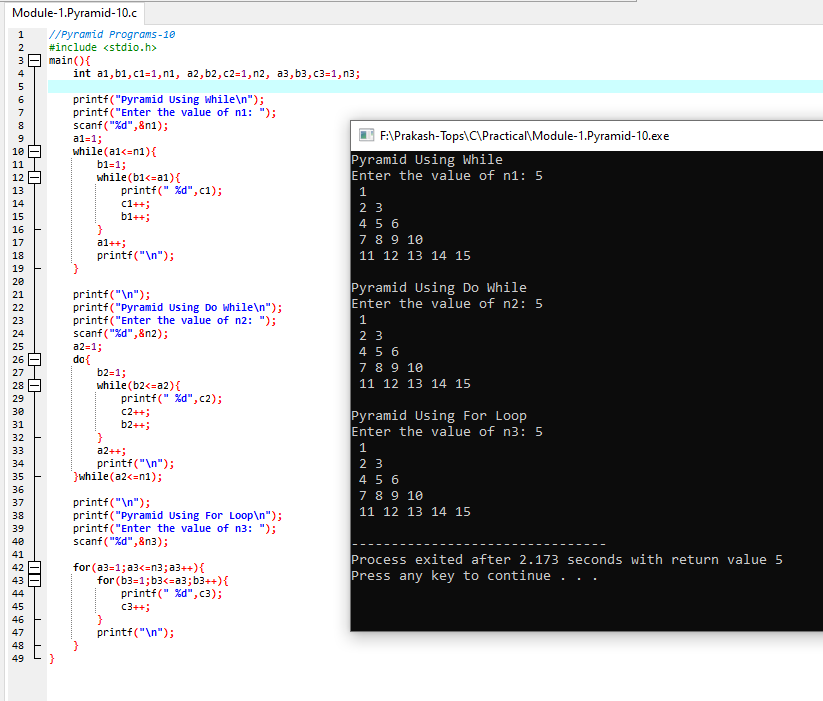 Module-1.Pyramid-10.c
1 //Pyramid Programs-10
2 #include <stdio.h>
3 main(){
4     int a1,b1,c1=1,n1, a2,b2,c2=1,n2, a3,b3,c3=1,n3;
5
6     printf("Pyramid Using While\n");
7     printf("Enter the value of n1: ");
8     scanf("%d",&n1);
9     a1=1;
10     while(a1<=n1){
11         b1=1;
12         while(b1<=a1){
13             printf(" %d",c1);
14             c1++;
15             b1++;
16         }
17         a1++;
18         printf("\n");
19     }
20
21     printf("\n");
22     printf("Pyramid Using Do While\n");
23     printf("Enter the value of n2: ");
24     scanf("%d",&n2);
25     a2=1;
26     do{
27         b2=1;
28         while(b2<=a2){
29             printf(" %d",c2);
30             c2++;
31             b2++;
32         }
33         a2++;
34         printf("\n");
35     }while(a2<=n1);
36
37     printf("\n");
38     printf("Pyramid Using For Loop\n");
39     printf("Enter the value of n3: ");
40     scanf("%d",&n3);
41
42     for(a3=1;a3<=n3;a3++){
43         for(b3=1;b3<=a3;b3++){
44             printf(" %d",c3);
45             c3++;
46         }
47         printf("\n");
48     }
49 }
F:\Prakash-Tops\C\Practical\Module-1.Pyramid-10.exe
Pyramid Using While
Enter the value of n1: 5
 1
 2 3
 4 5 6
 7 8 9 10
 11 12 13 14 15

Pyramid Using Do While
Enter the value of n2: 5
 1
 2 3
 4 5 6
 7 8 9 10
 11 12 13 14 15

Pyramid Using For Loop
Enter the value of n3: 5
 1
 2 3
 4 5 6
 7 8 9 10
 11 12 13 14 15

--------------------------------
Process exited after 2.173 seconds with return value 5
Press any key to continue . . .